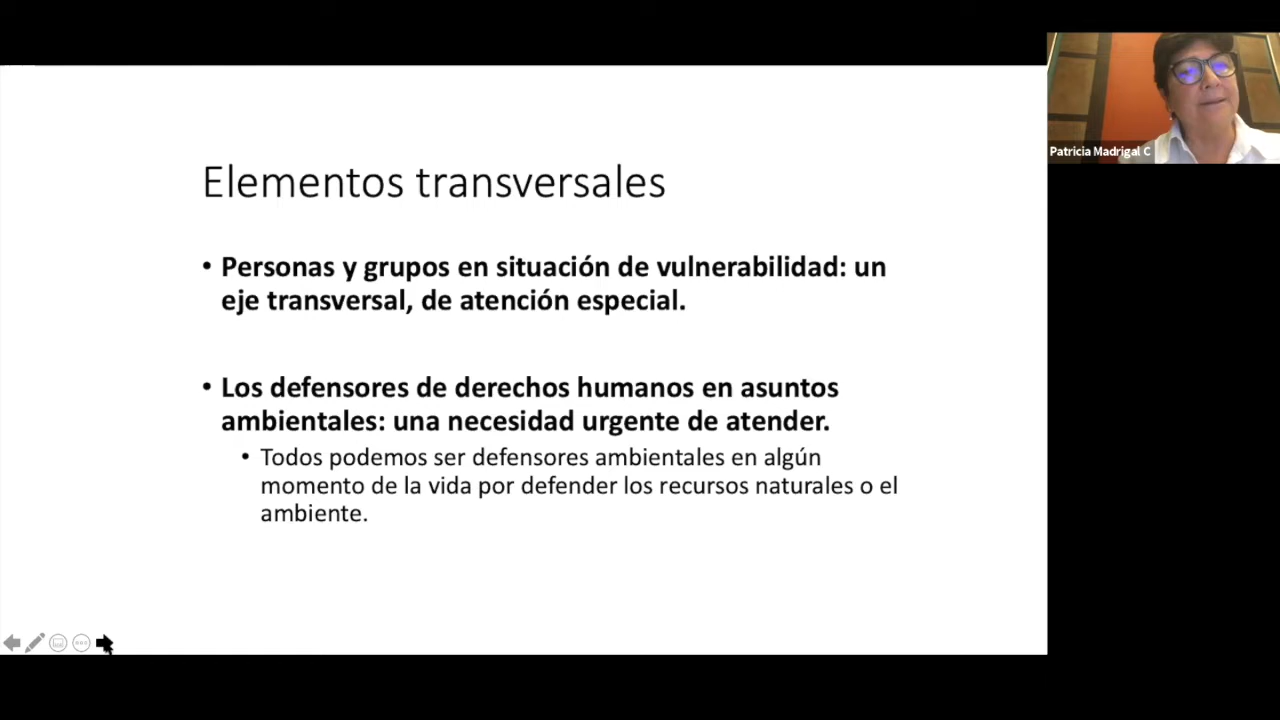 Elementos transversales
• Personas y grupos en situación de vulnerabilidad: un
eje transversal, de atención especial.
• Los defensores de derechos humanos en asuntos
ambientales: una necesidad urgente de atender.
• Todos podemos ser defensores ambientales en algún
momento de la vida por defender los recursos naturales o el
ambiente.
Patricia Madrigal C